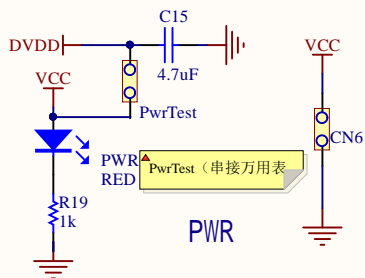 C15
DVDD
4.7uF
VCC
VCC
PwrTest
CN6
PWR
RED
PwrTest（串接万用表
R19
1k
PWR